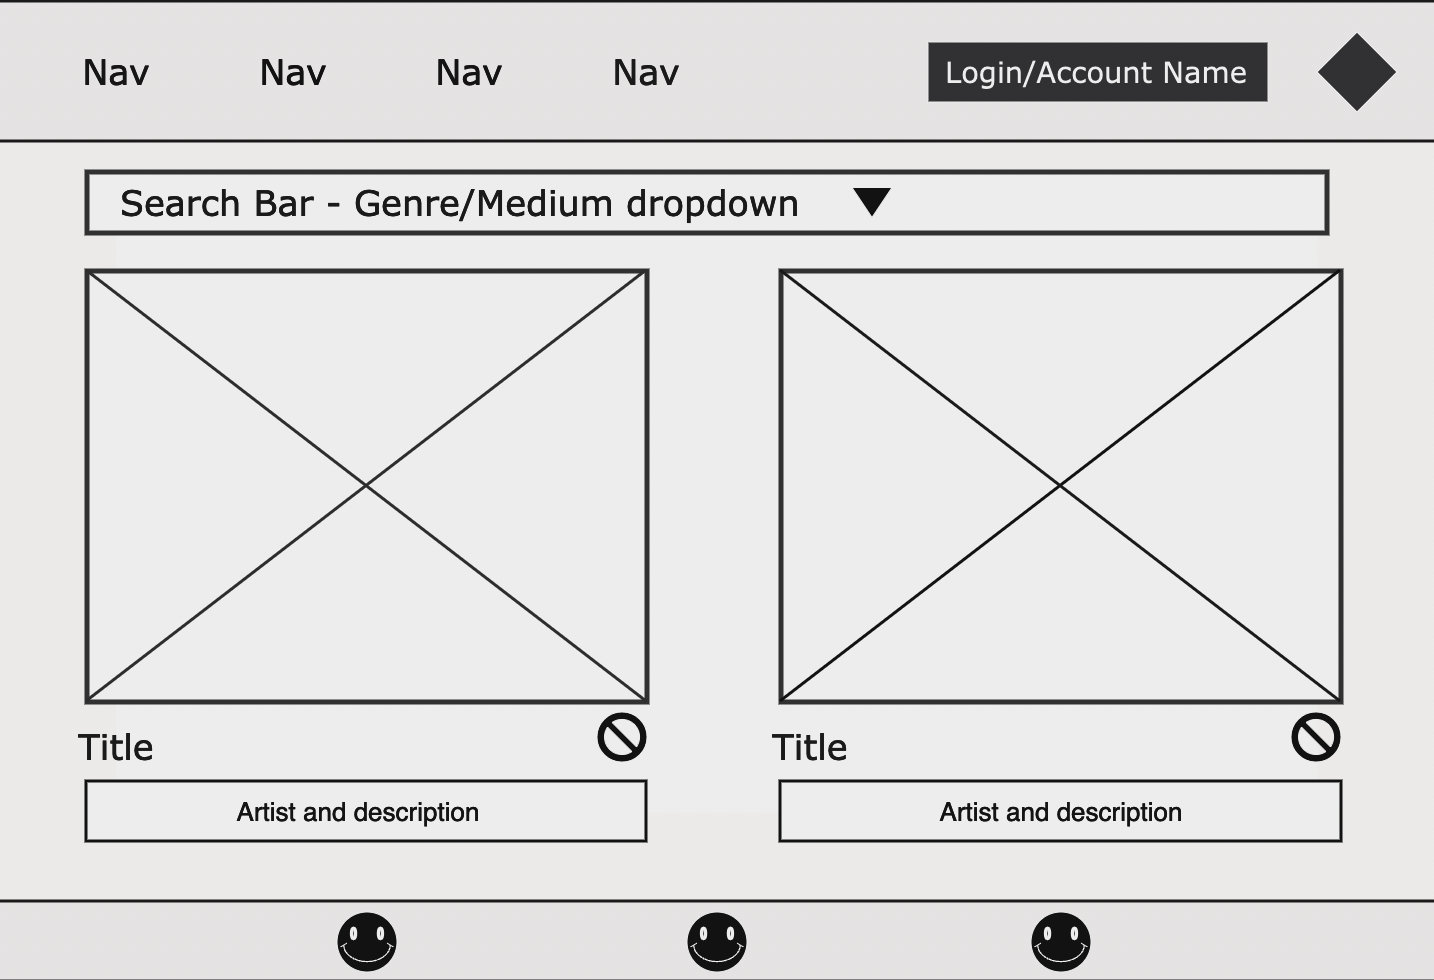 Nav Nav Nav Nav Login/Account Name
Search Bar - Genre/Medium dropdown
Title Title
Artist and description Artist and description